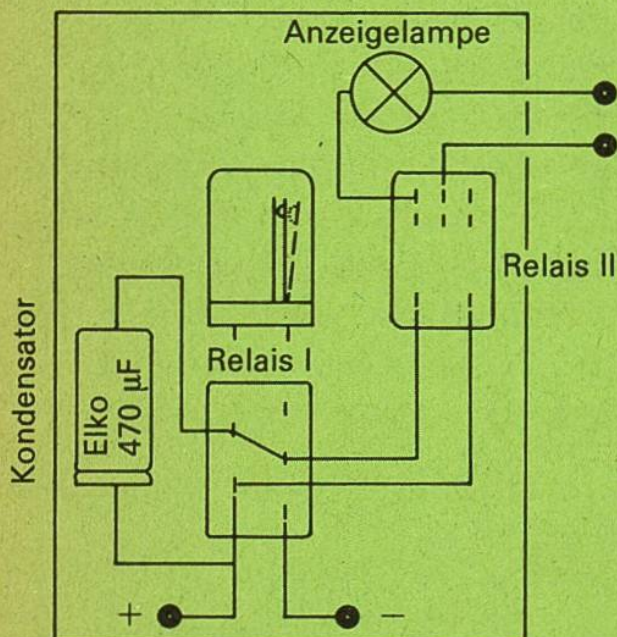 Anzeigelampe
Relais II
Relais I
Kondensator
Elko
470 µF
+
−